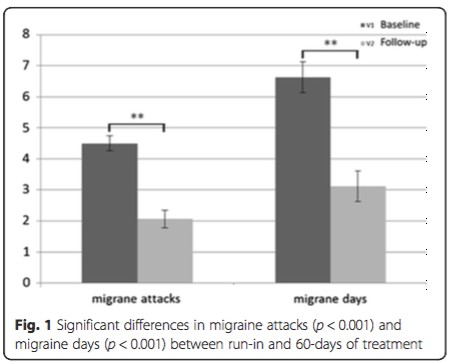 8
7
6
5
4
3
2
1
0
V1 Baseline
V2 Follow-up
**
**
migrane attacks
migrane days
Fig. 1 Significant differences in migraine attacks (p < 0.001) and
migraine days (p < 0.001) between run-in and 60-days of treatment